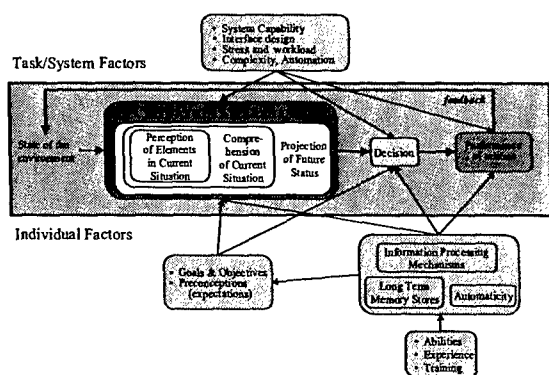 • System Capability
• Interface design
• Stress and workload
• Complexity, Automation
Task/System Factors
feedback
State of the
environment
Perception
of Elements
in Current
Situation
Compre-
hension
of Current
Situation
Projection
of Future
Status
Decision
Performance
of
Individual Factors
• Goals & Objectives
• Preconceptions
(expectations)
Information Processing
Mechanisms
Long Term
Memory Stores
Automaticity
• Abilities
• Experience
• Training